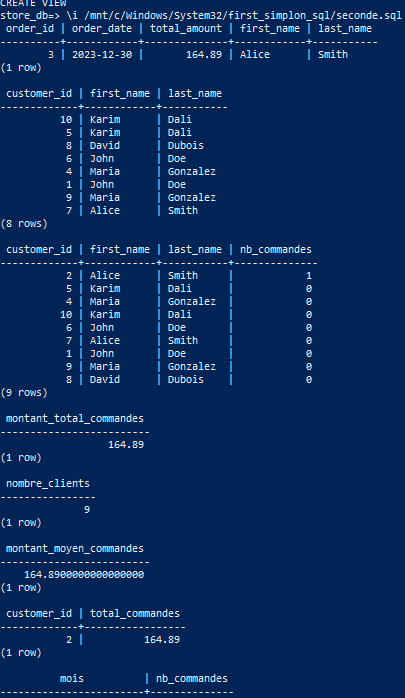 CREATE VIEW
store_db=> \i /mnt/c/Windows/System32/first_simplon_sql/seconde.sql
 order_id | order_date | total_amount | first_name | last_name
----------+------------+--------------+------------+-----------
        3 | 2023-12-30 |       164.89 | Alice      | Smith
(1 row)

 customer_id | first_name | last_name
-------------+------------+-----------
          10 | Karim      | Dali
           5 | Karim      | Dali
           8 | David      | Dubois
           6 | John       | Doe
           4 | Maria      | Gonzalez
           1 | John       | Doe
           9 | Maria      | Gonzalez
           7 | Alice      | Smith
(8 rows)

 customer_id | first_name | last_name | nb_commandes
-------------+------------+-----------+--------------
           2 | Alice      | Smith     |            1
           5 | Karim      | Dali      |            0
           4 | Maria      | Gonzalez  |            0
          10 | Karim      | Dali      |            0
           6 | John       | Doe       |            0
           7 | Alice      | Smith     |            0
           1 | John       | Doe       |            0
           9 | Maria      | Gonzalez  |            0
           8 | David      | Dubois    |            0
(9 rows)

 montant_total_commandes
-------------------------
                  164.89
(1 row)

 nombre_clients
----------------
              9
(1 row)

 montant_moyen_commandes
-------------------------
    164.8900000000000000
(1 row)

 customer_id | total_commandes
-------------+-----------------
           2 |          164.89
(1 row)

          mois          | nb_commandes
------------------------+--------------